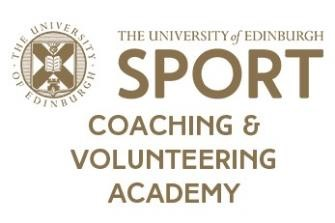 THE UNIVERSITY
OF EDINBURGH
THE UNIVERSITY of EDINBURGH
SPORT
COACHING &
VOLUNTEERING
ACADEMY